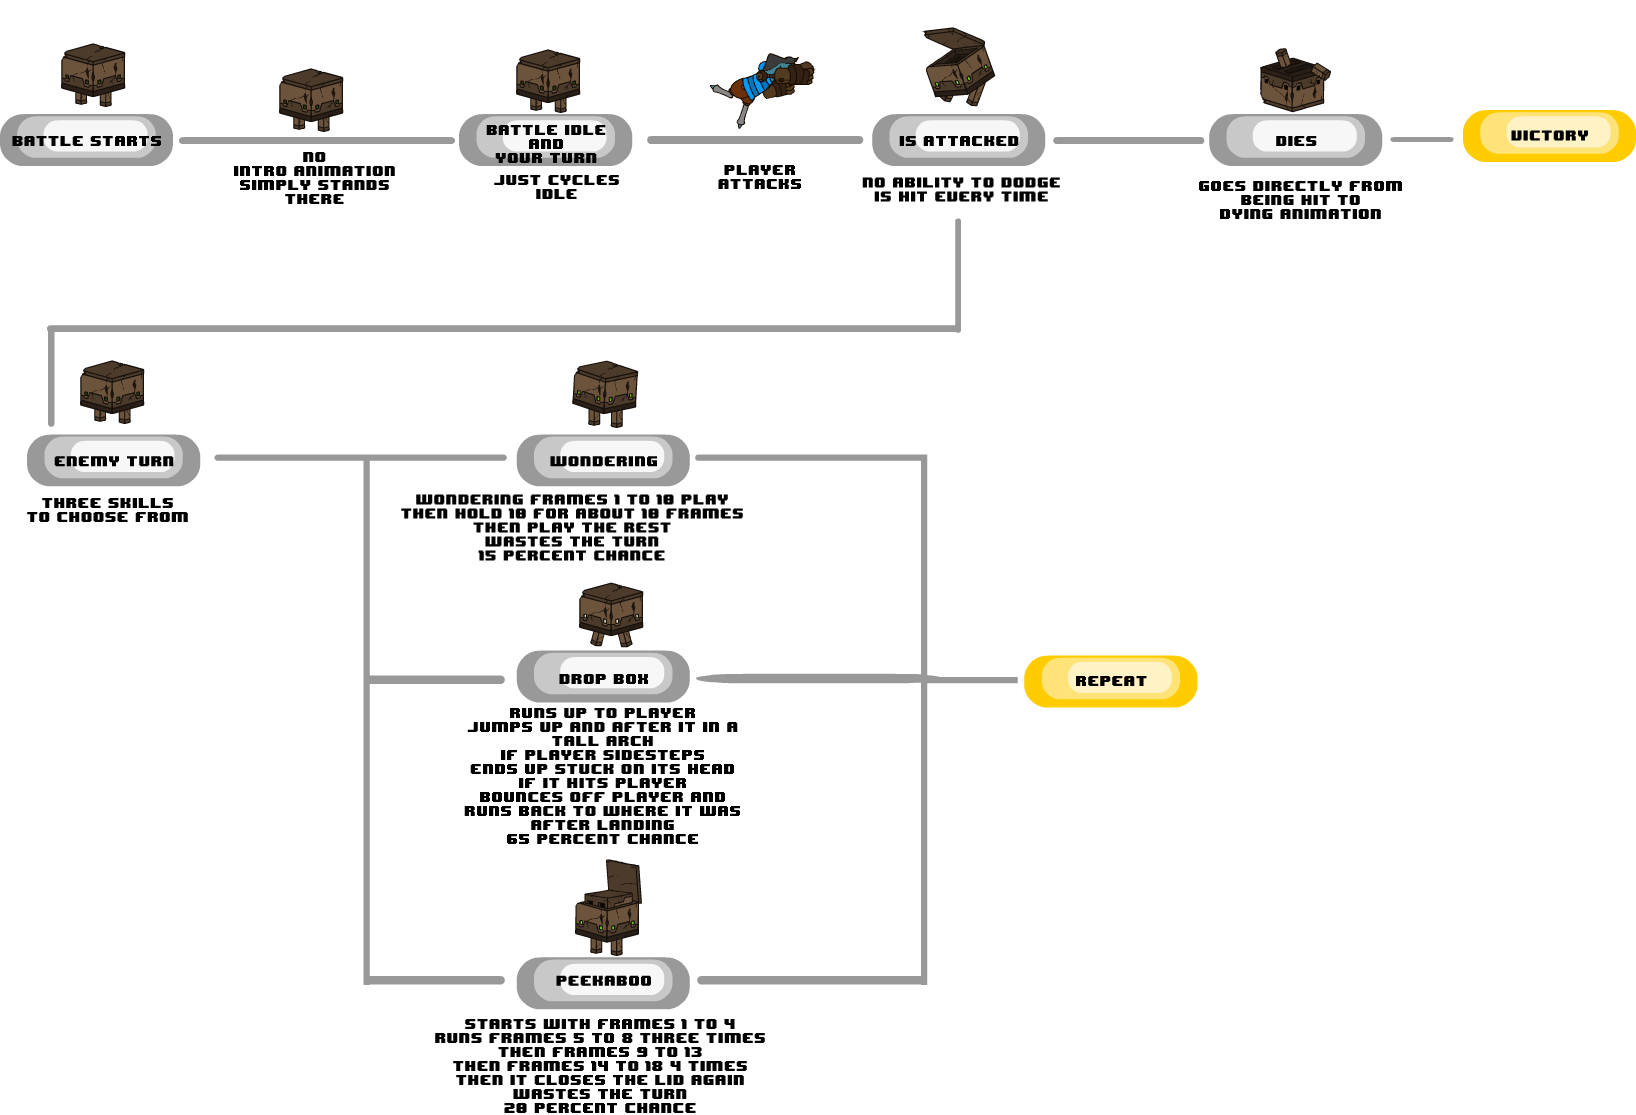 BATTLE STARTS
NO
INTRO ANIMATION
SIMPLY STANDS
THERE
BATTLE IDLE
AND
YOUR TURN
JUST CYCLES
IDLE
PLAYER
ATTACKS
IS ATTACKED
NO ABILITY TO DODGE
IS HIT EVERY TIME
DIES
GOES DIRECTLY FROM
BEING HIT TO
DYING ANIMATION
VICTORY
ENEMY TURN
THREE SKILLS
TO CHOOSE FROM
WONDERING
WONDERING FRAMES 1 TO 10 PLAY
THEN HOLD 10 FOR ABOUT 10 FRAMES
THEN PLAY THE REST
WASTES THE TURN
15 PERCENT CHANCE
DROP BOX
RUNS UP TO PLAYER
JUMPS UP AND AFTER IT IN A
TALL ARCH
IF PLAYER SIDESTEPS
ENDS UP STUCK ON ITS HEAD
IF IT HITS PLAYER
BOUNCES OFF PLAYER AND
RUNS BACK TO WHERE IT WAS
AFTER LANDING
65 PERCENT CHANCE
REPEAT
PEEKABOO
STARTS WITH FRAMES 1 TO 4
RUNS FRAMES 5 TO 8 THREE TIMES
THEN FRAMES 9 TO 13
THEN FRAMES 14 TO 18 4 TIMES
THEN IT CLOSES THE LID AGAIN
WASTES THE TURN
20 PERCENT CHANCE